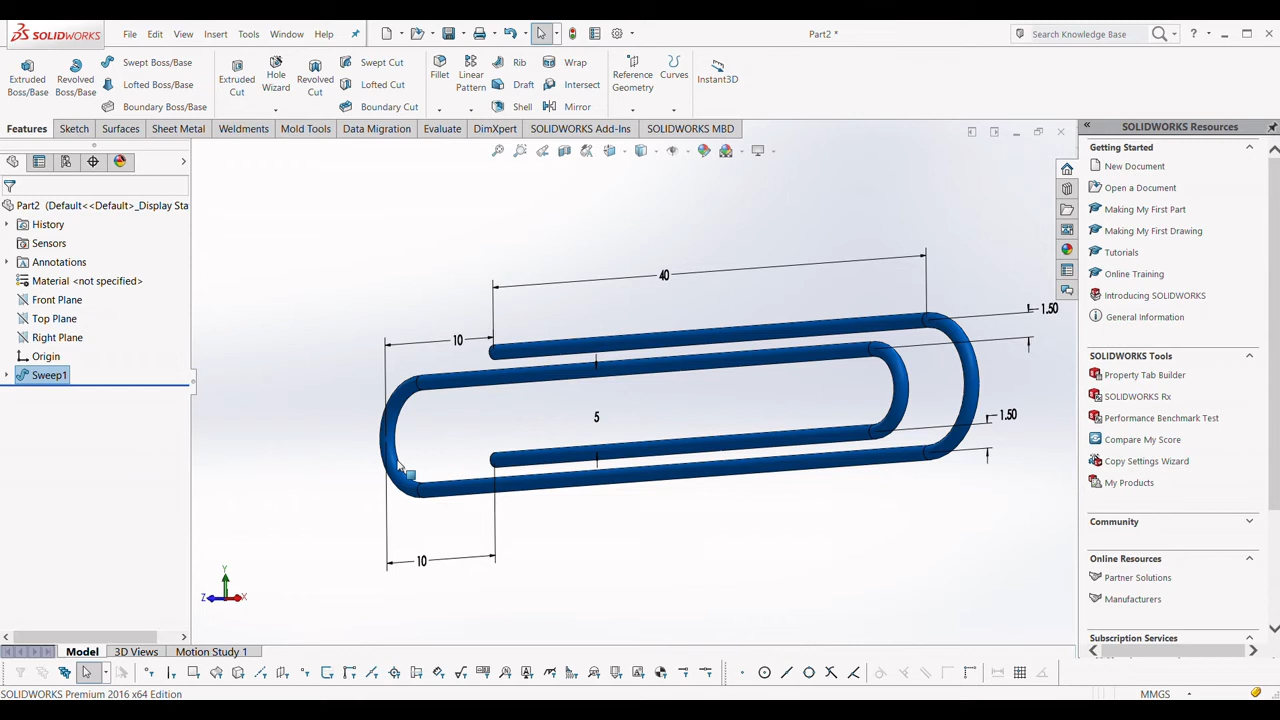 SOLIDWORKS
File Edit View Insert Tools Window Help
Part2 *
Search Knowledge Base
Extruded Boss/Base
Revolved Boss/Base
Swept Boss/Base
Lofted Boss/Base
Boundary Boss/Base
Extruded Cut
Hole Wizard
Revolved Cut
Swept Cut
Lofted Cut
Boundary Cut
Fillet
Linear Pattern
Rib
Draft
Shell
Wrap
Intersect
Mirror
Reference Geometry
Curves
Instant3D
Features Sketch Surfaces Sheet Metal Weldments Mold Tools Data Migration Evaluate DimXpert SOLIDWORKS Add-Ins SOLIDWORKS MBD
Part2 (Default<<Default>_Display Sta
History
Sensors
Annotations
Material <not specified>
Front Plane
Top Plane
Right Plane
Origin
Sweep1
40
10
1.50
5
1.50
10
Y
Z
X
SOLIDWORKS Resources
Getting Started
New Document
Open a Document
Making My First Part
Making My First Drawing
Tutorials
Online Training
Introducing SOLIDWORKS
General Information
SOLIDWORKS Tools
Property Tab Builder
SOLIDWORKS Rx
Performance Benchmark Test
Compare My Score
Copy Settings Wizard
My Products
Community
Online Resources
Partner Solutions
Manufacturers
Subscription Services
Model 3D Views Motion Study 1
SOLIDWORKS Premium 2016 x64 Edition
MMGS